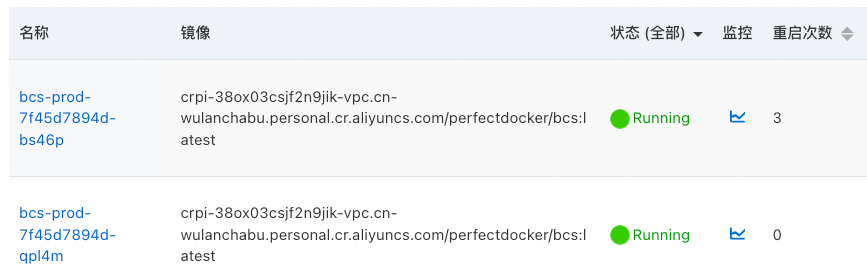 名称 镜像 状态 (全部) 监控 重启次数
bcs-prod-
7f45d7894d-
bs46p
crpi-38ox03csjf2n9jik-vpc.cn-
wulanchabu.personal.cr.aliyuncs.com/perfectdocker/bcs:l
atest
Running
3
bcs-prod-
7f45d7894d-
qpl4m
crpi-38ox03csjf2n9jik-vpc.cn-
wulanchabu.personal.cr.aliyuncs.com/perfectdocker/bcs:l
atest
Running
0